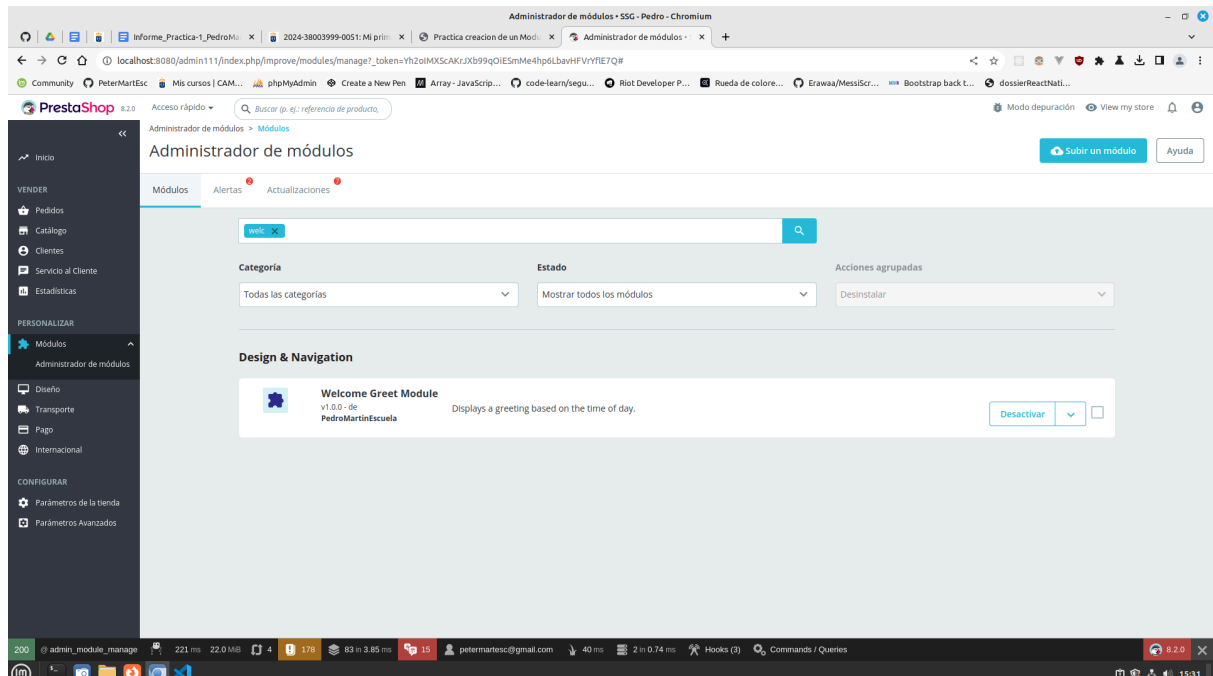 Administrador de módulos • SSG - Pedro - Chromium
Informe_Practica-1_PedroMa
2024-38003999-0051: Mi prim
Practica creacion de un Modu
Administrador de módulos •
localhost:8080/admin111/index.php/improve/modules/manage?_token=Yh2oIMXScAKrJXb99qOiESmMe4hp6LbavHFVrYflE7Q#
Community PeterMartEsc Mis cursos | CAM... phpMyAdmin Create a New Pen Array - JavaScrip... code-learn/segu... Riot Developer P... Rueda de colore... Erawaa/MessiScr... Bootstrap back t... dossierReactNati...
PrestaShop 8.2.0 Acceso rápido Buscar (p. ej.: referencia de producto, Modo depuración View my store
Administrador de módulos > Módulos
Administrador de módulos
Subir un módulo Ayuda
Módulos Alertas 2 Actualizaciones 7
Inicio
VENDER
Pedidos
Catálogo
Clientes
Servicio al Cliente
Estadísticas
PERSONALIZAR
Módulos
Administrador de módulos
Diseño
Transporte
Pago
Internacional
CONFIGURAR
Parámetros de la tienda
Parámetros Avanzados
welc
Categoría Estado Acciones agrupadas
Todas las categorías Mostrar todos los módulos Desinstalar
Design & Navigation
Welcome Greet Module
v1.0.0 - de
PedroMartinEscuela
Displays a greeting based on the time of day.
Desactivar
200 @ admin_module_manage 221 ms 22.0 MiB 4 178 83 in 3.85 ms 15 petermartesc@gmail.com 40 ms 2 in 0.74 ms Hooks (3) Commands / Queries 8.2.0
15:31